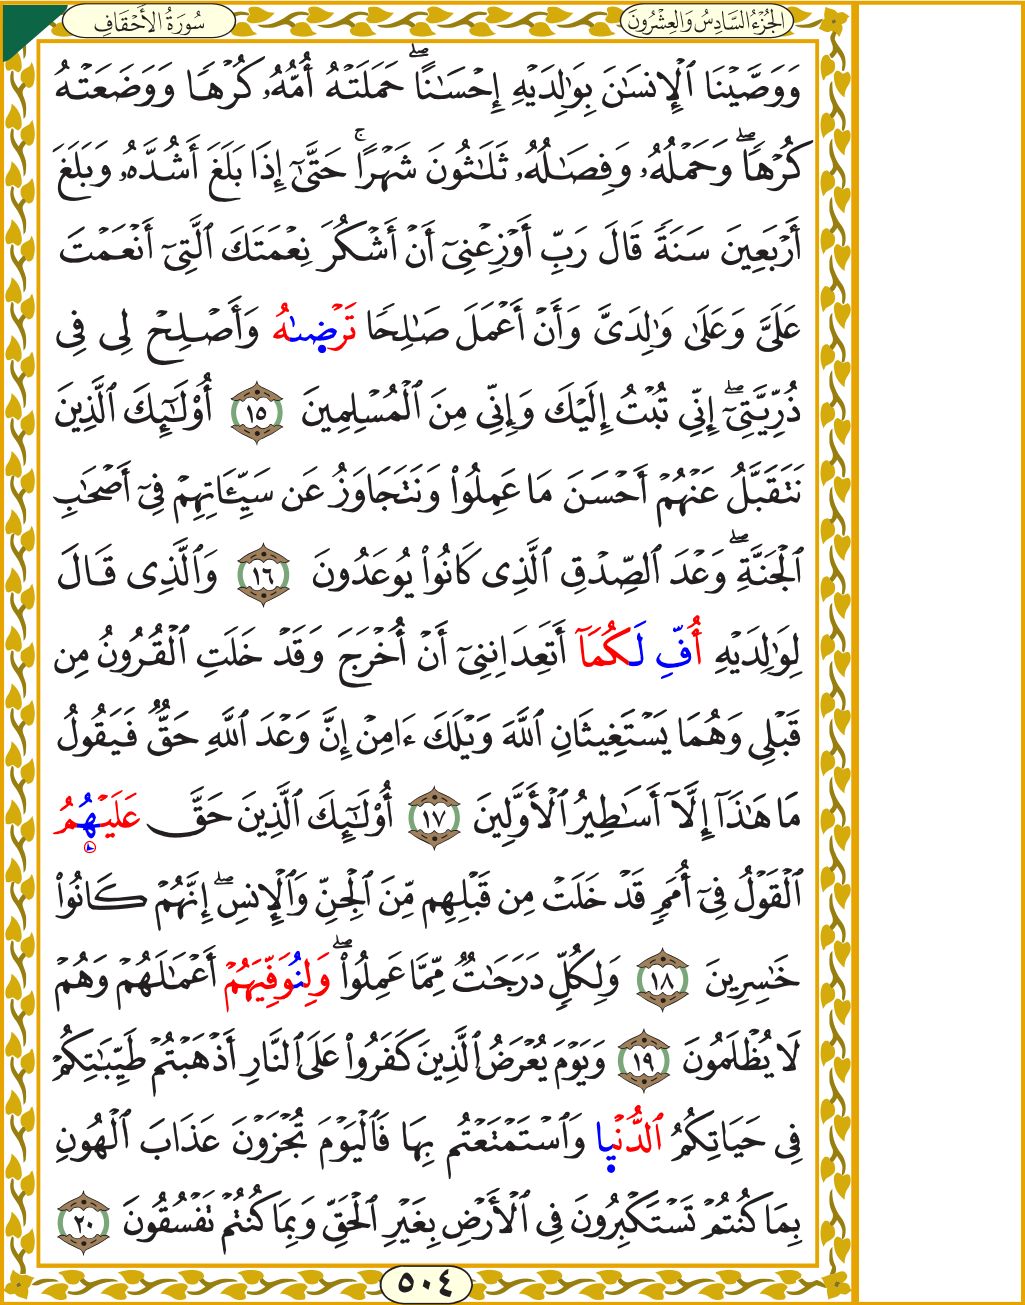 الجُزْءُ السَّادِسُ وَالعِشْرُونَ
سُورَةُ الأَحْقَافِ
وَوَصَّيْنَا ٱلْإِنسَٰنَ بِوَٰلِدَيْهِ إِحْسَٰنًاۖ حَمَلَتْهُ أُمُّهُۥ كُرْهًا وَوَضَعَتْهُ
كُرْهًاۖ وَحَمْلُهُۥ وَفِصَٰلُهُۥ ثَلَٰثُونَ شَهْرًاۚ حَتَّىٰٓ إِذَا بَلَغَ أَشُدَّهُۥ وَبَلَغَ
أَرْبَعِينَ سَنَةً قَالَ رَبِّ أَوْزِعْنِىٓ أَنْ أَشْكُرَ نِعْمَتَكَ ٱلَّتِىٓ أَنْعَمْتَ
عَلَىَّ وَعَلَىٰ وَٰلِدَىَّ وَأَنْ أَعْمَلَ صَٰلِحًا تَرْضىٰهُ وَأَصْلِحْ لِى فِى
ذُرِّيَّتِىٓۖ إِنِّى تُبْتُ إِلَيْكَ وَإِنِّى مِنَ ٱلْمُسْلِمِينَ ١٥ أُو۟لَٰٓئِكَ ٱلَّذِينَ
نَتَقَبَّلُ عَنْهُمْ أَحْسَنَ مَا عَمِلُوا۟ وَنَتَجَاوَزُ عَن سَيِّـَٔاتِهِمْ فِىٓ أَصْحَٰبِ
ٱلْجَنَّةِۖ وَعْدَ ٱلصِّدْقِ ٱلَّذِى كَانُوا۟ يُوعَدُونَ ١٦ وَٱلَّذِى قَالَ
لِوَٰلِدَيْهِ أُفِّ لَكُمَآ أَتَعِدَانِنِىٓ أَنْ أُخْرَجَ وَقَدْ خَلَتِ ٱلْقُرُونُ مِن
قَبْلِى وَهُمَا يَسْتَغِيثَانِ ٱللَّهَ وَيْلَكَ ءَامِنْ إِنَّ وَعْدَ ٱللَّهِ حَقٌّ فَيَقُولُ
مَا هَٰذَآ إِلَّآ أَسَٰطِيرُ ٱلْأَوَّلِينَ ١٧ أُو۟لَٰٓئِكَ ٱلَّذِينَ حَقَّ عَلَيْهُمُ
ٱلْقَوْلُ فِىٓ أُمَمٍ قَدْ خَلَتْ مِن قَبْلِهِم مِّنَ ٱلْجِنِّ وَٱلْإِنسِۖ إِنَّهُمْ كَانُوا۟
خَٰسِرِينَ ١٨ وَلِكُلٍّ دَرَجَٰتٌ مِّمَّا عَمِلُوا۟ۖ وَلِنُوَفِّيَهُمْ أَعْمَٰلَهُمْ وَهُمْ
لَا يُظْلَمُونَ ١٩ وَيَوْمَ يُعْرَضُ ٱلَّذِينَ كَفَرُوا۟ عَلَى ٱلنَّارِ أَذْهَبْتُمْ طَيِّبَٰتِكُمْ
فِى حَيَاتِكُمُ ٱلدُّنْيا وَٱسْتَمْتَعْتُم بِهَا فَٱلْيَوْمَ تُجْزَوْنَ عَذَابَ ٱلْهُونِ
بِمَا كُنتُمْ تَسْتَكْبِرُونَ فِى ٱلْأَرْضِ بِغَيْرِ ٱلْحَقِّ وَبِمَا كُنتُمْ تَفْسُقُونَ ٢٠
٥٠٤